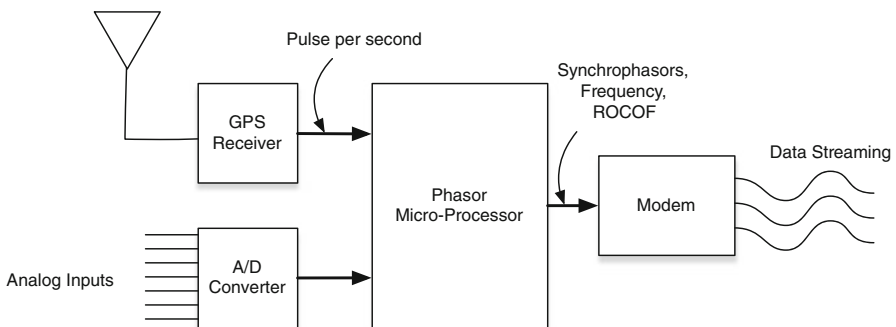 Pulse per second
Synchrophasors,
Frequency,
ROCOF
GPS
Receiver
Data Streaming
Phasor
Micro-Processor
Modem
Analog Inputs
A/D
Converter